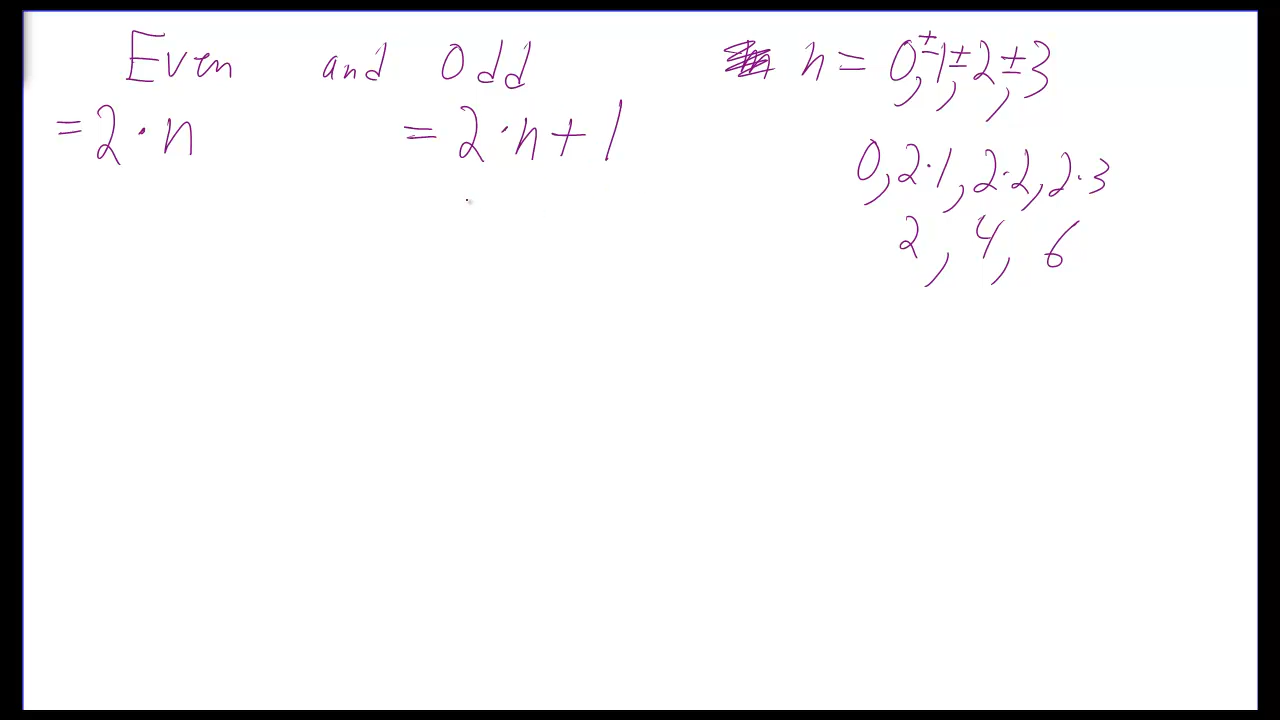 Even and Odd
= 2 · n = 2 · n + 1
n = 0, ±1, ±2, ±3
0, 2·1, 2·2, 2·3
2, 4, 6